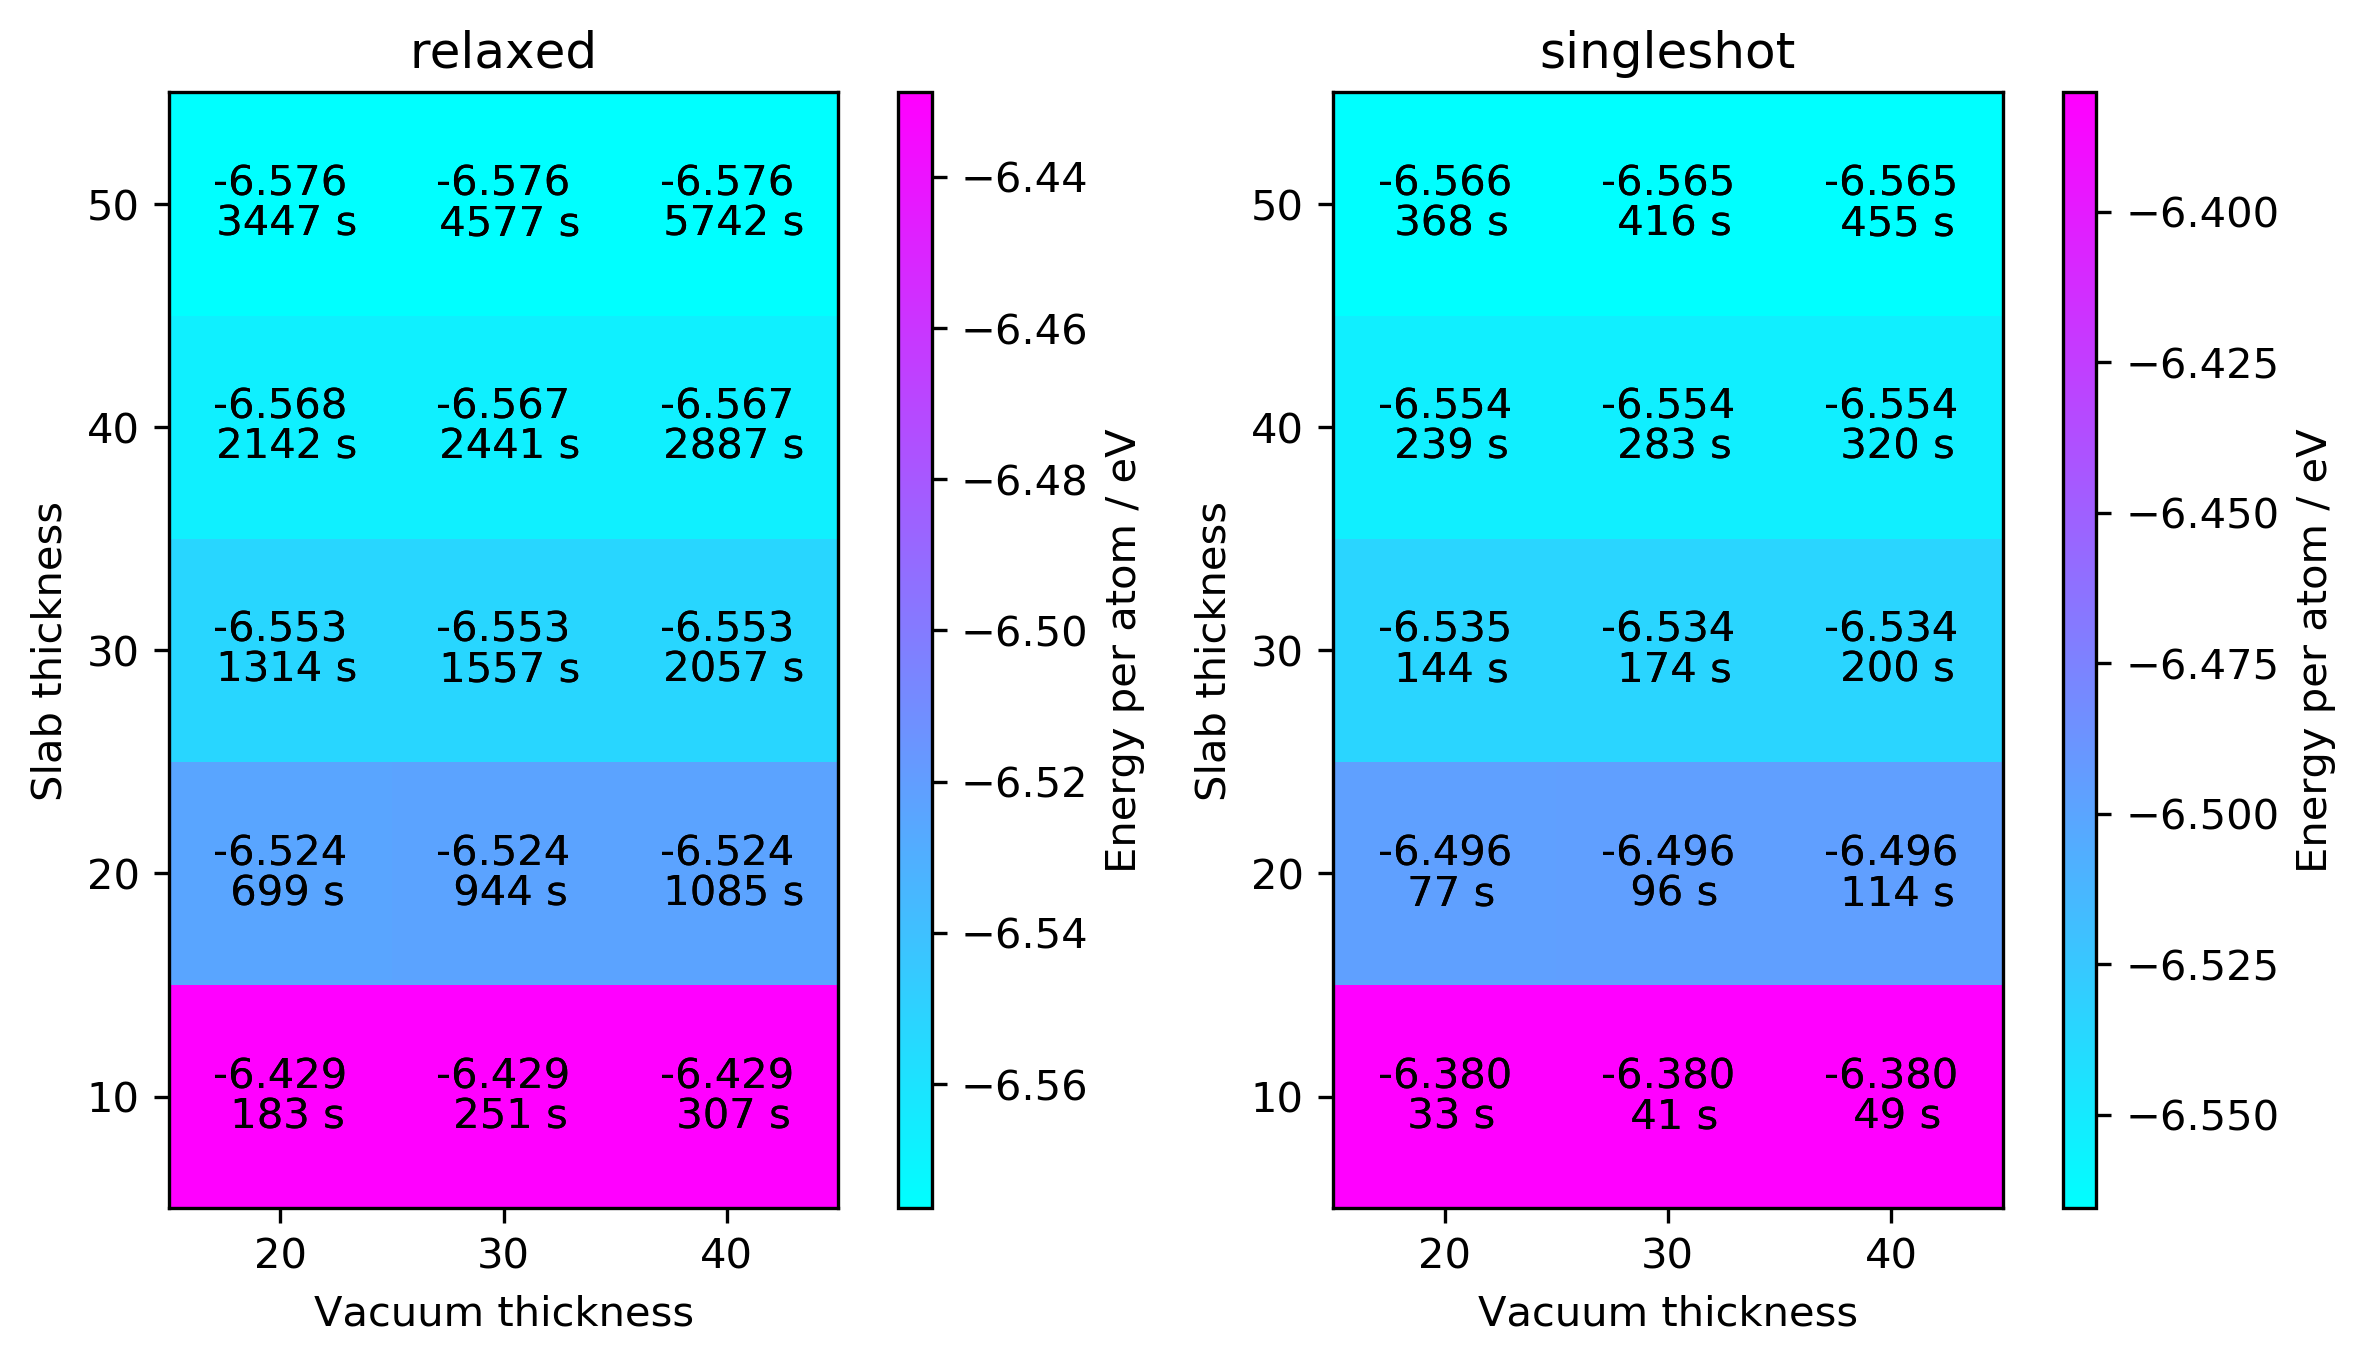 relaxed
50
40
30
20
10
Slab thickness
-6.576
3447 s
-6.576
4577 s
-6.576
5742 s
-6.568
2142 s
-6.567
2441 s
-6.567
2887 s
-6.553
1314 s
-6.553
1557 s
-6.553
2057 s
-6.524
699 s
-6.524
944 s
-6.524
1085 s
-6.429
183 s
-6.429
251 s
-6.429
307 s
20
30
40
Vacuum thickness
−6.44
−6.46
−6.48
−6.50
−6.52
−6.54
−6.56
Energy per atom / eV
singleshot
50
40
30
20
10
Slab thickness
-6.566
368 s
-6.565
416 s
-6.565
455 s
-6.554
239 s
-6.554
283 s
-6.554
320 s
-6.535
144 s
-6.534
174 s
-6.534
200 s
-6.496
77 s
-6.496
96 s
-6.496
114 s
-6.380
33 s
-6.380
41 s
-6.380
49 s
20
30
40
Vacuum thickness
−6.400
−6.425
−6.450
−6.475
−6.500
−6.525
−6.550
Energy per atom / eV